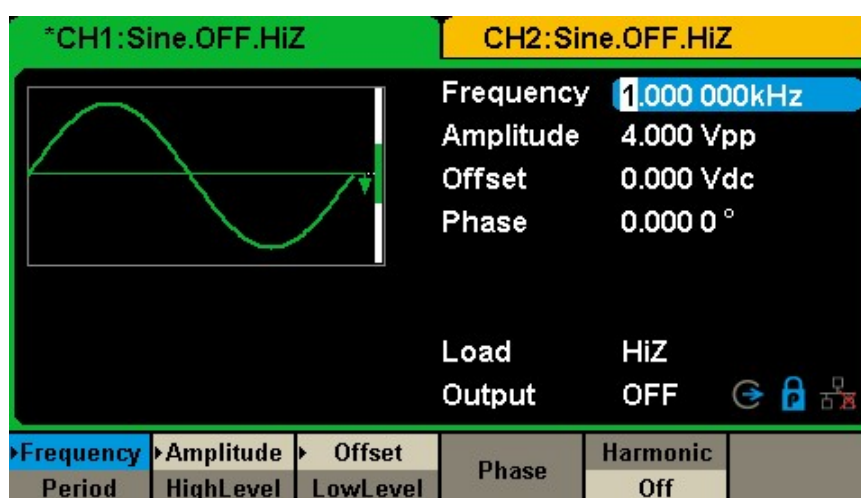 *CH1:Sine.OFF.HiZ CH2:Sine.OFF.HiZ
Frequency 1.000 000kHz
Amplitude 4.000 Vpp
Offset 0.000 Vdc
Phase 0.000 0 °
Load HiZ
Output OFF
P
Frequency Amplitude Offset Phase Harmonic
Period HighLevel LowLevel Off